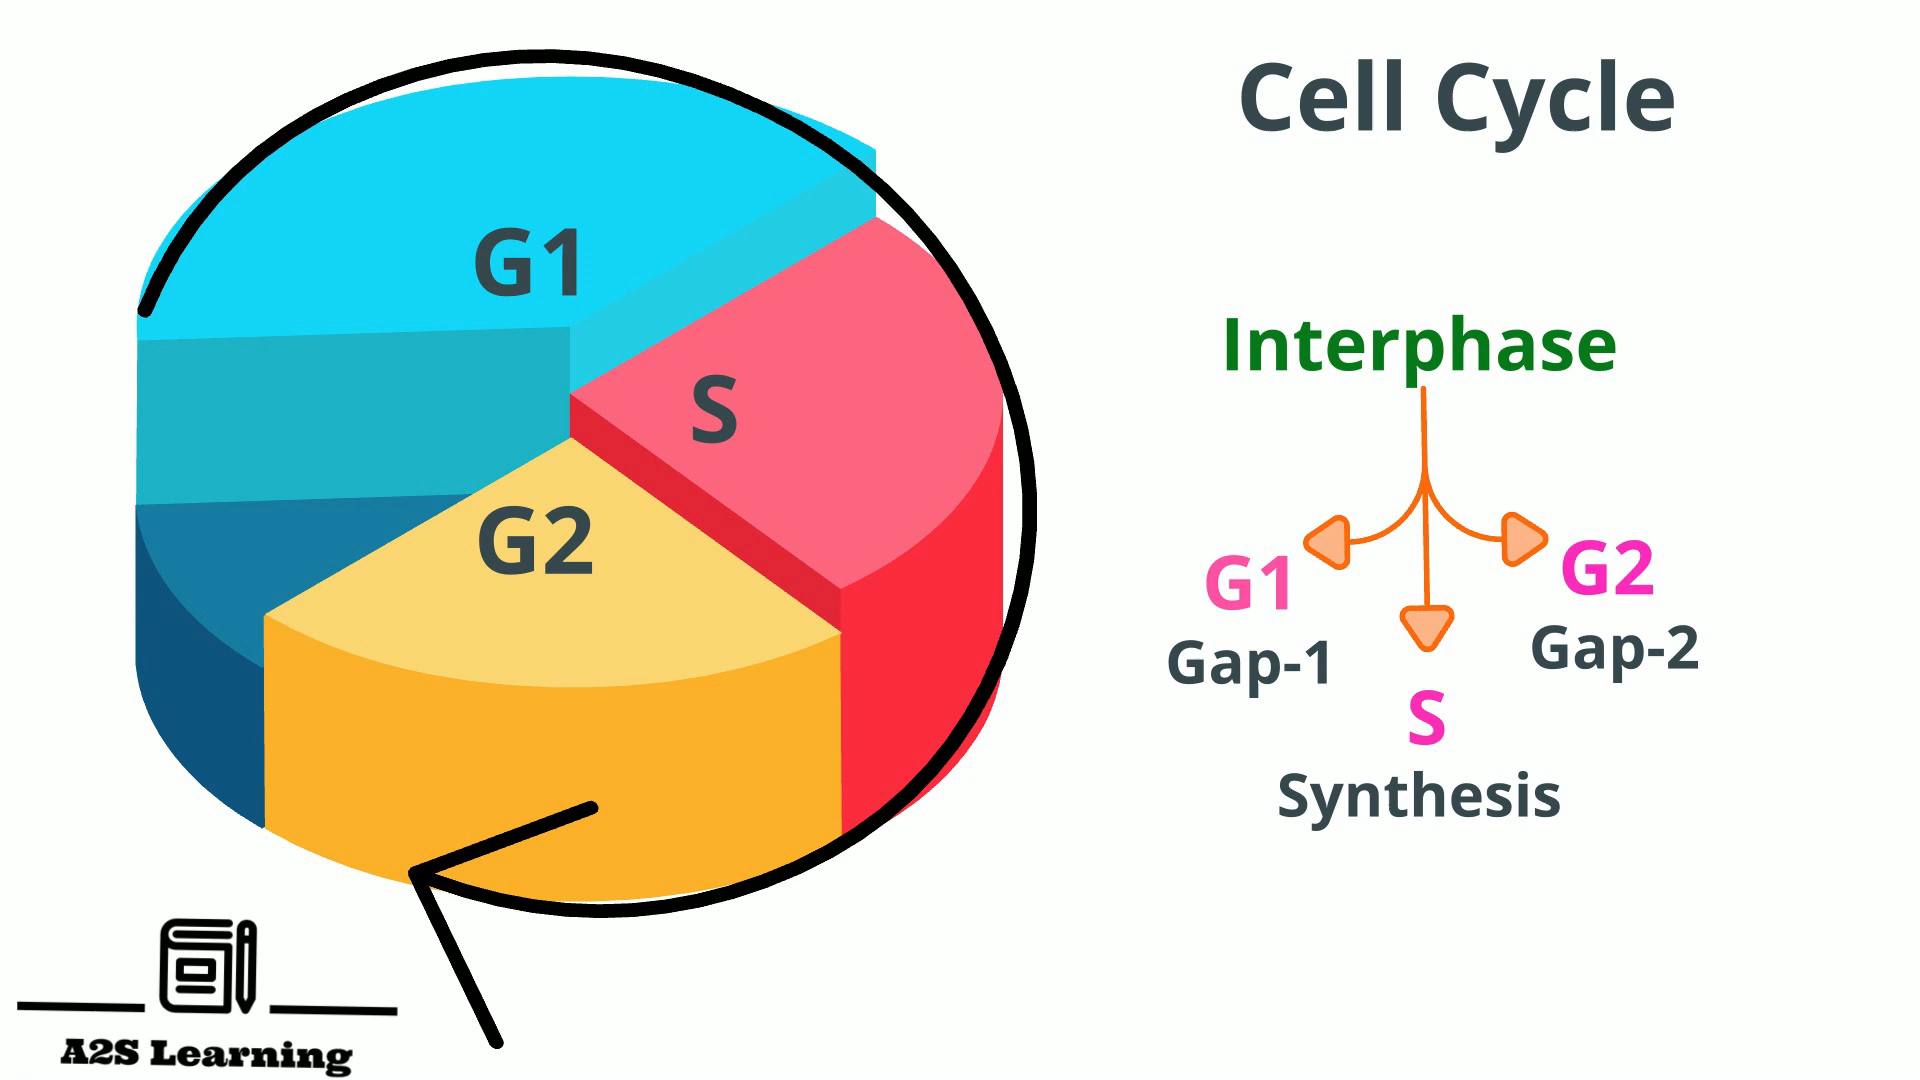 Cell Cycle
G1
S
G2
Interphase
G1
Gap-1
G2
Gap-2
S
Synthesis
A2S Learning